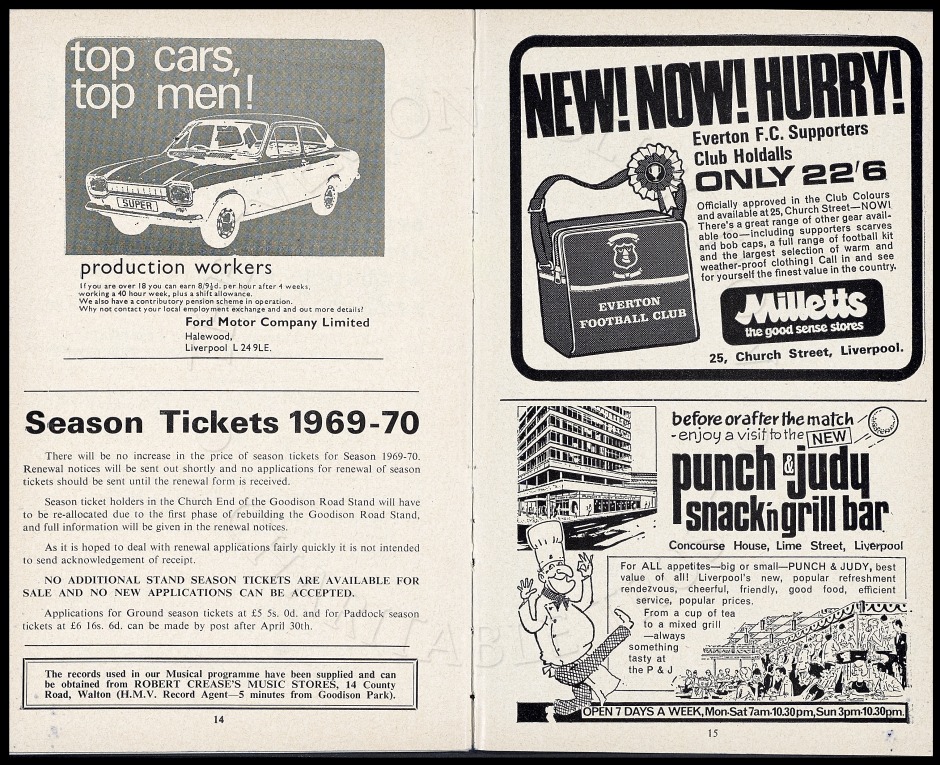 top cars,
top men!
SUPER
production workers
If you are over 18 you can earn 8/9½d. per hour after 4 weeks,
working a 40 hour week, plus a shift allowance.
We also have a contributory pension scheme in operation.
Why not contact your local employment exchange and and out more details?
Ford Motor Company Limited
Halewood,
Liverpool L 24 9LE.
Season Tickets 1969-70
There will be no increase in the price of season tickets for Season 1969-70.
Renewal notices will be sent out shortly and no applications for renewal of season
tickets should be sent until the renewal form is received.
Season ticket holders in the Church End of the Goodison Road Stand will have
to be re-allocated due to the first phase of rebuilding the Goodison Road Stand,
and full information will be given in the renewal notices.
As it is hoped to deal with renewal applications fairly quickly it is not intended
to send acknowledgement of receipt.
NO ADDITIONAL STAND SEASON TICKETS ARE AVAILABLE FOR
SALE AND NO NEW APPLICATIONS CAN BE ACCEPTED.
Applications for Ground season tickets at £5 5s. 0d. and for Paddock season
tickets at £6 16s. 6d. can be made by post after April 30th.
The records used in our Musical programme have been supplied and can
be obtained from ROBERT CREASE'S MUSIC STORES, 14 County
Road, Walton (H.M.V. Record Agent—5 minutes from Goodison Park).
14
NEW! NOW! HURRY!
Everton F.C. Supporters
Club Holdalls
ONLY 22'6
Officially approved in the Club Colours
and available at 25, Church Street—NOW!
There's a great range of other gear avail-
able too—including supporters scarves
and bob caps, a full range of football kit
and the largest selection of warm and
weather-proof clothing! Call in and see
for yourself the finest value in the country.
EVERTON
FOOTBALL CLUB
Milletts
the good sense stores
25, Church Street, Liverpool.
before or after the match
- enjoy a visit to the NEW
punch & judy
snack'n grill bar
Concourse House, Lime Street, Liverpool
For ALL appetites—big or small—PUNCH & JUDY, best
value of all! Liverpool's new, popular refreshment
rendezvous, cheerful, friendly, good food, efficient
service, popular prices.
From a cup of tea
to a mixed grill
—always
something
tasty at
the P & J
OPEN 7 DAYS A WEEK, Mon-Sat 7am-10.30pm, Sun 3pm-10.30pm.
15